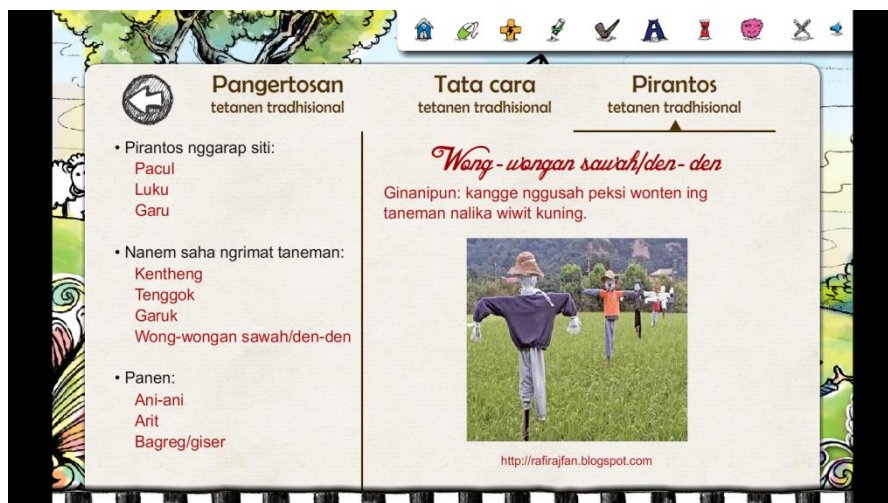 Pangertosan
tetanen tradhisional
Tata cara
tetanen tradhisional
Pirantos
tetanen tradhisional
• Pirantos nggarap siti:
Pacul
Luku
Garu
• Nanem saha ngrimat taneman:
Kentheng
Tenggok
Garuk
Wong-wongan sawah/den-den
• Panen:
Ani-ani
Arit
Bagreg/giser
Wong-wongan sawah/den-den
Ginanipun: kangge nggusah peksi wonten ing
taneman nalika wiwit kuning.
http://rafirajfan.blogspot.com